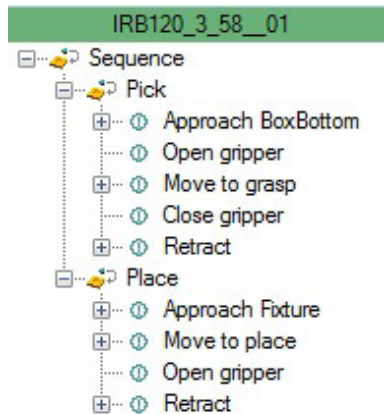 IRB120_3_58__01
Sequence
Pick
Approach BoxBottom
Open gripper
Move to grasp
Close gripper
Retract
Place
Approach Fixture
Move to place
Open gripper
Retract